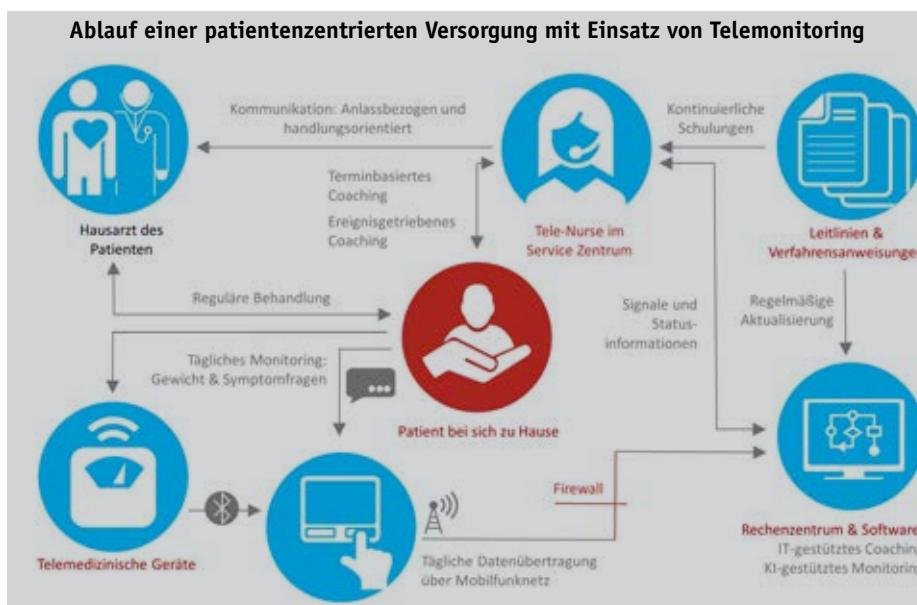 Ablauf einer patientenzentrierten Versorgung mit Einsatz von Telemonitoring
Kommunikation: Anlassbezogen und
handlungsorientiert
Kontinuierliche
Schulungen
Terminbasiertes
Coaching
Ereignisgetriebenes
Coaching
Hausarzt des
Patienten
Tele-Nurse im
Service Zentrum
Leitlinien &
Verfahrensanweisungen
Reguläre Behandlung
Signale und
Status-
informationen
Regelmäßige
Aktualisierung
Tägliches Monitoring:
Gewicht & Symptomfragen
Patient bei sich zu Hause
Firewall
Telemedizinische Geräte
Tägliche Datenübertragung
über Mobilfunknetz
Rechenzentrum & Software
IT-gestütztes Coaching
KI-gestütztes Monitoring